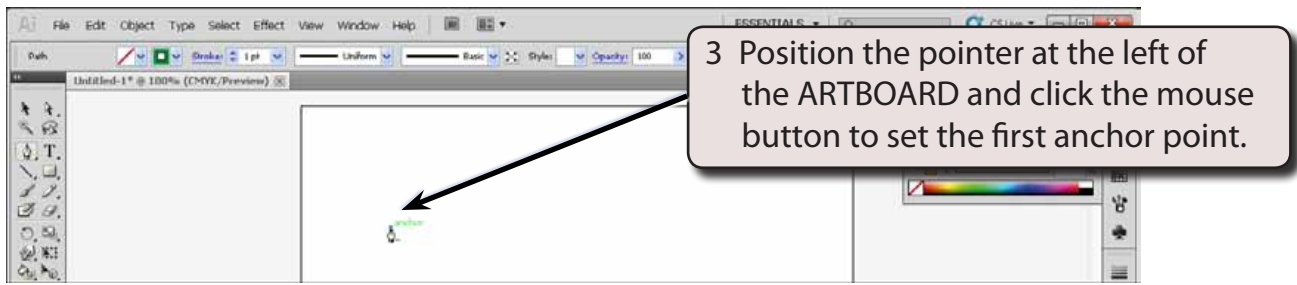 Ai File Edit Object Type Select Effect View Window Help ESSENTIALS CS Live
Path Stroke: 1 pt Uniform Basic Style: Opacity: 100
Untitled-1* @ 100% (CMYK/Preview)
3 Position the pointer at the left of
the ARTBOARD and click the mouse
button to set the first anchor point.
T
anchor